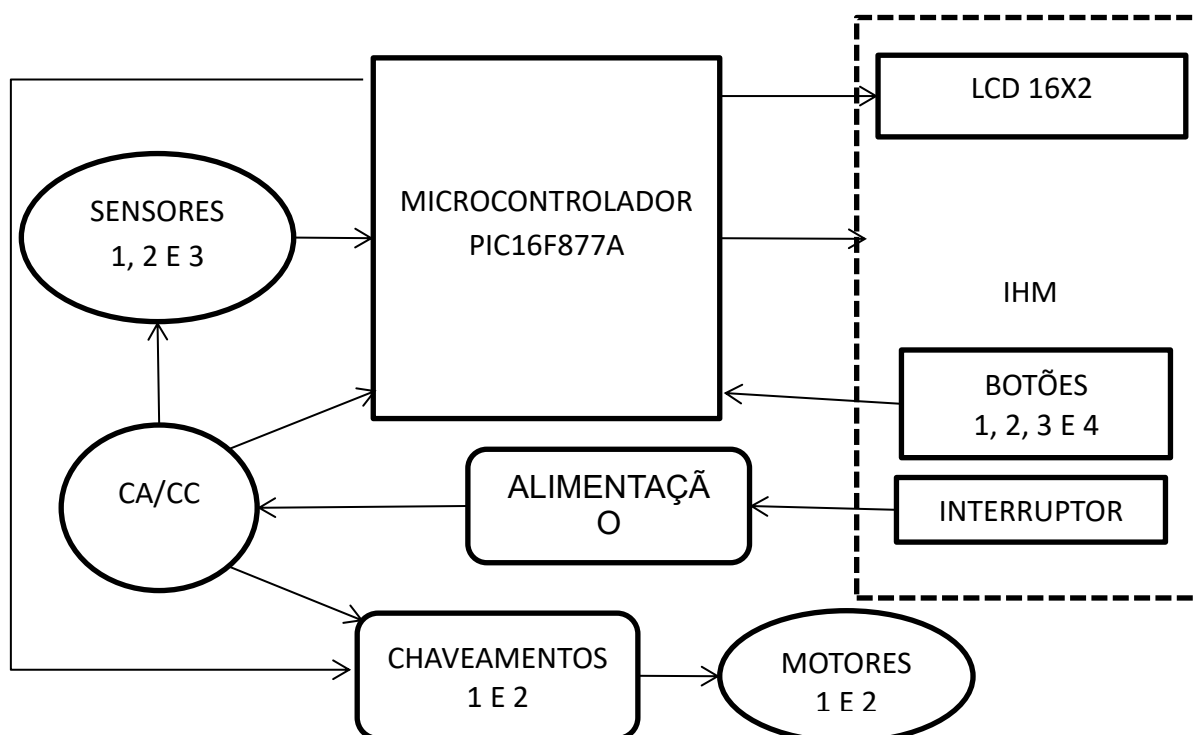 LCD 16X2
MICROCONTROLADOR
PIC16F877A
SENSORES
1, 2 E 3
IHM
BOTÕES
1, 2, 3 E 4
CA/CC
ALIMENTAÇÃ
O
INTERRUPTOR
CHAVEAMENTOS
1 E 2
MOTORES
1 E 2